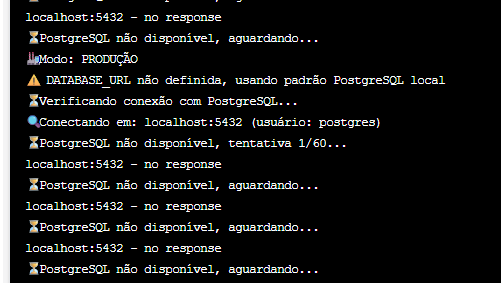 localhost:5432 - no response
⏳PostgreSQL não disponível, aguardando...
🏭Modo: PRODUÇÃO
⚠️ DATABASE_URL não definida, usando padrão PostgreSQL local
⏳Verificando conexão com PostgreSQL...
🔍Conectando em: localhost:5432 (usuário: postgres)
⏳PostgreSQL não disponível, tentativa 1/60...
localhost:5432 - no response
⏳PostgreSQL não disponível, aguardando...
localhost:5432 - no response
⏳PostgreSQL não disponível, aguardando...
localhost:5432 - no response
⏳PostgreSQL não disponível, aguardando...